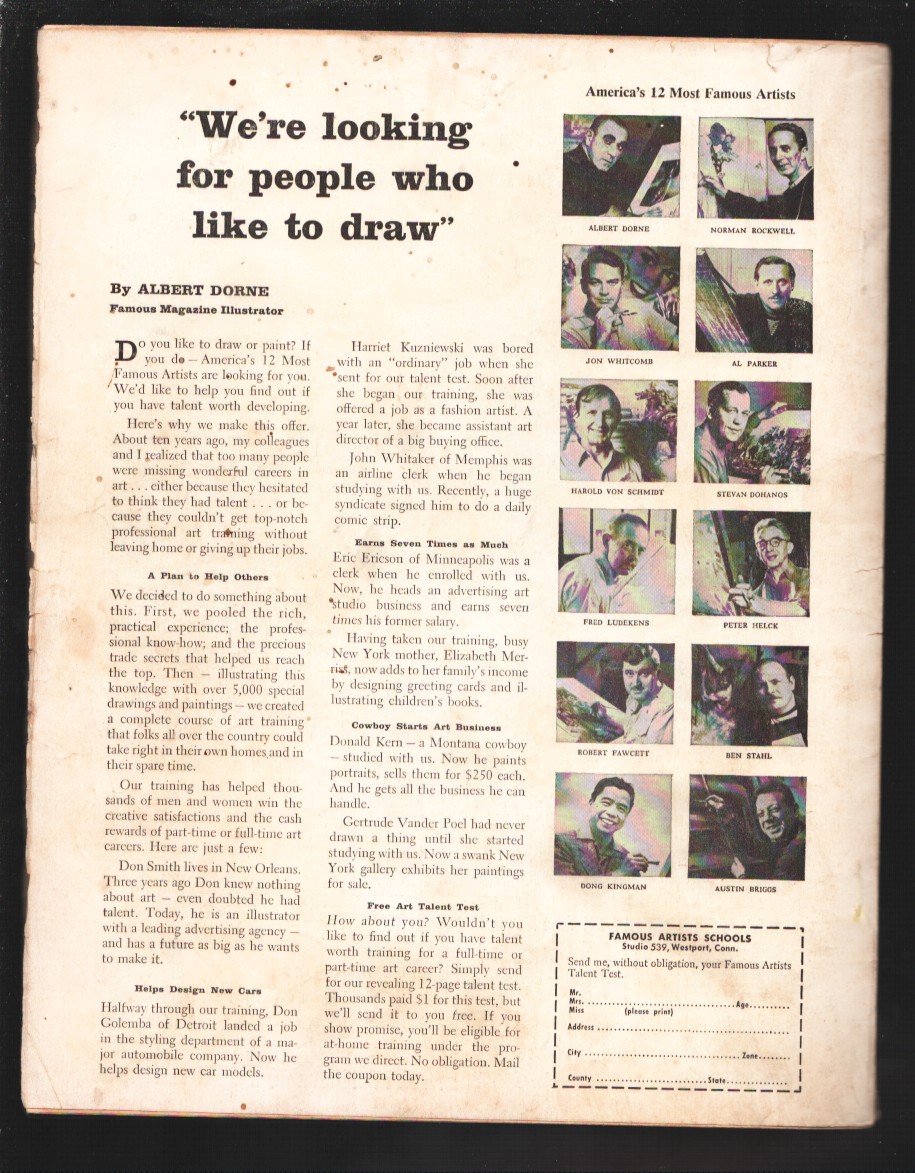 "We're looking
for people who
like to draw"
By ALBERT DORNE
Famous Magazine Illustrator
Do you like to draw or paint? If
you do — America's 12 Most
Famous Artists are looking for you.
We'd like to help you find out if
you have talent worth developing.
Here's why we make this offer.
About ten years ago, my colleagues
and I realized that too many people
were missing wonderful careers in
art . . . either because they hesitated
to think they had talent . . . or be-
cause they couldn't get top-notch
professional art training without
leaving home or giving up their jobs.
A Plan to Help Others
We decided to do something about
this. First, we pooled the rich,
practical experience; the profes-
sional know-how; and the precious
trade secrets that helped us reach
the top. Then — illustrating this
knowledge with over 5,000 special
drawings and paintings — we created
a complete course of art training
that folks all over the country could
take right in their own homes and in
their spare time.
Our training has helped thou-
sands of men and women win the
creative satisfactions and the cash
rewards of part-time or full-time art
careers. Here are just a few:
Don Smith lives in New Orleans.
Three years ago Don knew nothing
about art — even doubted he had
talent. Today, he is an illustrator
with a leading advertising agency —
and has a future as big as he wants
to make it.
Helps Design New Cars
Halfway through our training, Don
Golemba of Detroit landed a job
in the styling department of a ma-
jor automobile company. Now he
helps design new car models.
Harriet Kuzniewski was bored
with an "ordinary" job when she
sent for our talent test. Soon after
she began our training, she was
offered a job as a fashion artist. A
year later, she became assistant art
director of a big buying office.
John Whitaker of Memphis was
an airline clerk when he began
studying with us. Recently, a huge
syndicate signed him to do a daily
comic strip.
Earns Seven Times as Much
Eric Ericson of Minneapolis was a
clerk when he enrolled with us.
Now, he heads an advertising art
studio business and earns seven
times his former salary.
Having taken our training, busy
New York mother, Elizabeth Mer-
riss, now adds to her family's income
by designing greeting cards and il-
lustrating children's books.
Cowboy Starts Art Business
Donald Kern — a Montana cowboy
— studied with us. Now he paints
portraits, sells them for $250 each.
And he gets all the business he can
handle.
Gertrude Vander Poel had never
drawn a thing until she started
studying with us. Now a swank New
York gallery exhibits her paintings
for sale.
Free Art Talent Test
How about you? Wouldn't you
like to find out if you have talent
worth training for a full-time or
part-time art career? Simply send
for our revealing 12-page talent test.
Thousands paid $1 for this test, but
we'll send it to you free. If you
show promise, you'll be eligible for
at-home training under the pro-
gram we direct. No obligation. Mail
the coupon today.
America's 12 Most Famous Artists
ALBERT DORNE
NORMAN ROCKWELL
JON WHITCOMB
AL PARKER
HAROLD VON SCHMIDT
STEVAN DOHANOS
FRED LUDEKENS
PETER HELCK
ROBERT FAWCETT
BEN STAHL
DONG KINGMAN
AUSTIN BRIGGS
FAMOUS ARTISTS SCHOOLS
Studio 539, Westport, Conn.
Send me, without obligation, your Famous Artists
Talent Test.
Mr.
Mrs. ........ Age........
Miss (please print)
Address ........
City ........ Zone........
County ........ State........